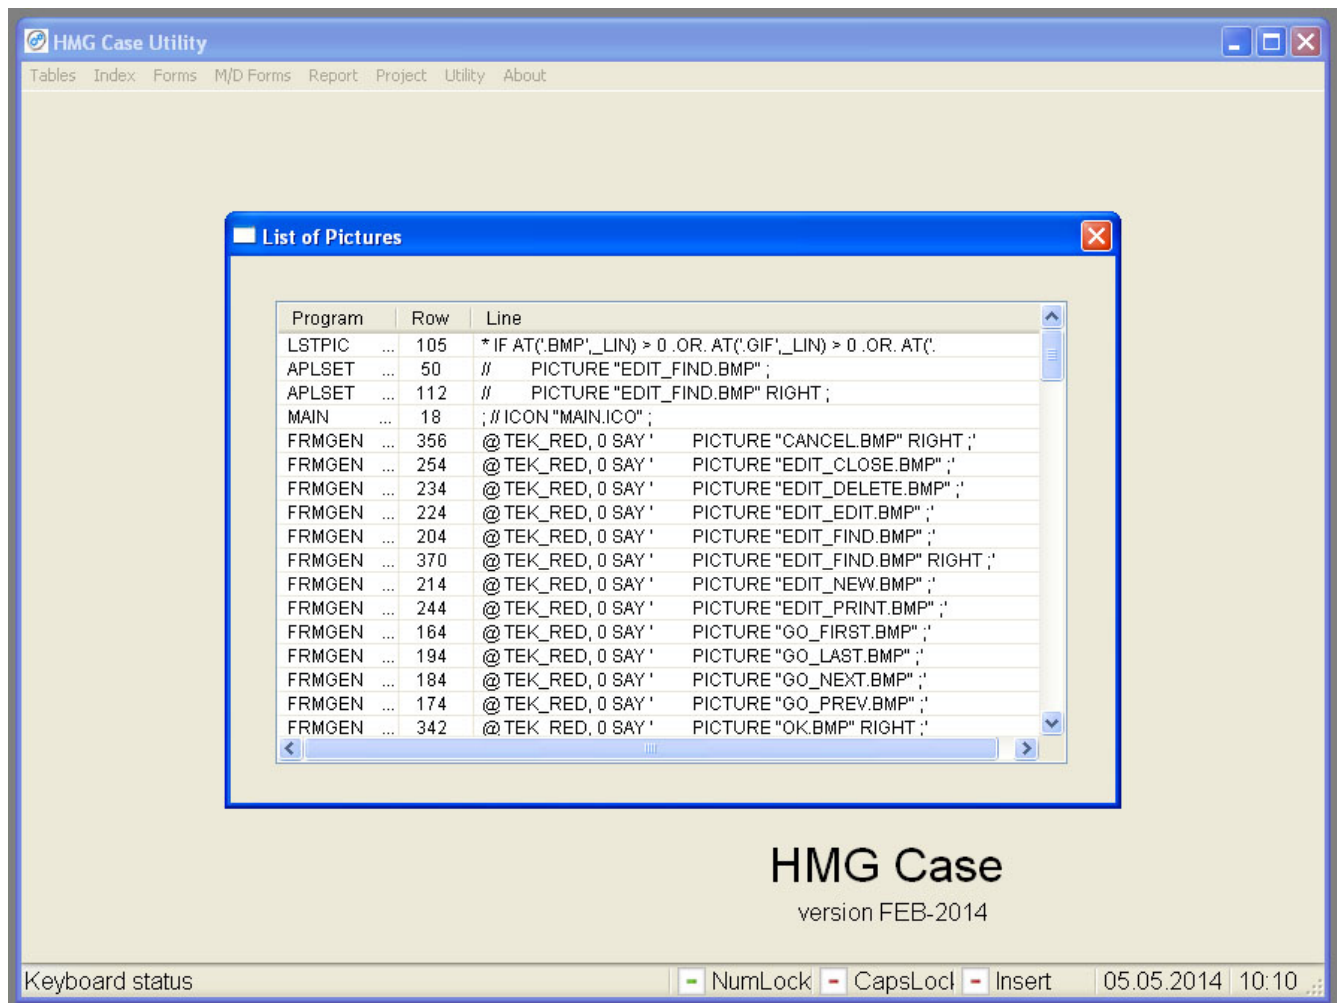 HMG Case Utility
Tables Index Forms M/D Forms Report Project Utility About
List of Pictures
Program Row Line
LSTPIC ... 105 * IF AT('.BMP',_LIN) > 0 .OR. AT('.GIF',_LIN) > 0 .OR. AT('.
APLSET ... 50 // PICTURE "EDIT_FIND.BMP" ;
APLSET ... 112 // PICTURE "EDIT_FIND.BMP" RIGHT ;
MAIN ... 18 ; // ICON "MAIN.ICO" ;
FRMGEN ... 356 @ TEK_RED, 0 SAY ' PICTURE "CANCEL.BMP" RIGHT ;'
FRMGEN ... 254 @ TEK_RED, 0 SAY ' PICTURE "EDIT_CLOSE.BMP" ;'
FRMGEN ... 234 @ TEK_RED, 0 SAY ' PICTURE "EDIT_DELETE.BMP" ;'
FRMGEN ... 224 @ TEK_RED, 0 SAY ' PICTURE "EDIT_EDIT.BMP" ;'
FRMGEN ... 204 @ TEK_RED, 0 SAY ' PICTURE "EDIT_FIND.BMP" ;'
FRMGEN ... 370 @ TEK_RED, 0 SAY ' PICTURE "EDIT_FIND.BMP" RIGHT ;'
FRMGEN ... 214 @ TEK_RED, 0 SAY ' PICTURE "EDIT_NEW.BMP" ;'
FRMGEN ... 244 @ TEK_RED, 0 SAY ' PICTURE "EDIT_PRINT.BMP" ;'
FRMGEN ... 164 @ TEK_RED, 0 SAY ' PICTURE "GO_FIRST.BMP" ;'
FRMGEN ... 194 @ TEK_RED, 0 SAY ' PICTURE "GO_LAST.BMP" ;'
FRMGEN ... 184 @ TEK_RED, 0 SAY ' PICTURE "GO_NEXT.BMP" ;'
FRMGEN ... 174 @ TEK_RED, 0 SAY ' PICTURE "GO_PREV.BMP" ;'
FRMGEN ... 342 @ TEK RED, 0 SAY ' PICTURE "OK.BMP" RIGHT ;'
HMG Case
version FEB-2014
Keyboard status NumLock CapsLocl Insert 05.05.2014 10:10